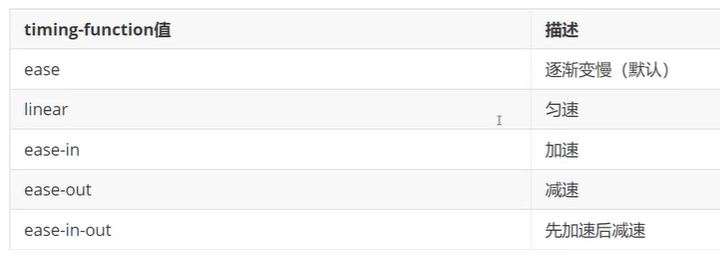 timing-function值 描述
ease 逐渐变慢（默认）
linear 匀速
ease-in 加速
ease-out 减速
ease-in-out 先加速后减速